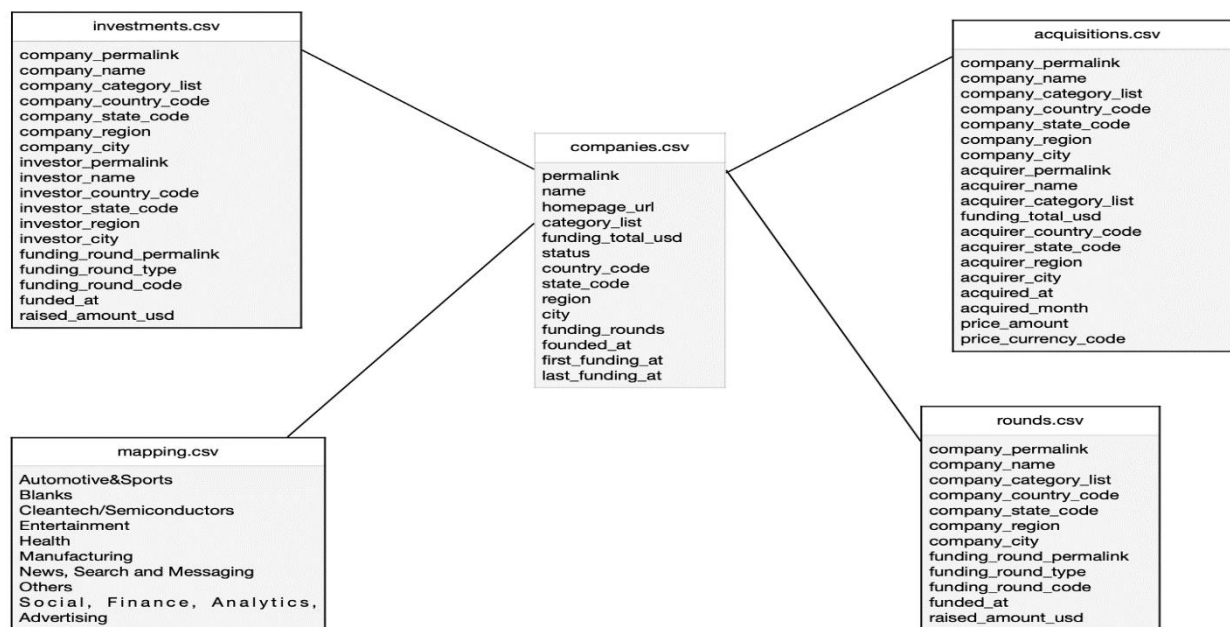 investments.csv
company_permalink
company_name
company_category_list
company_country_code
company_state_code
company_region
company_city
investor_permalink
investor_name
investor_country_code
investor_state_code
investor_region
investor_city
funding_round_permalink
funding_round_type
funding_round_code
funded_at
raised_amount_usd
mapping.csv
Automotive&Sports
Blanks
Cleantech/Semiconductors
Entertainment
Health
Manufacturing
News, Search and Messaging
Others
Social, Finance, Analytics,
Advertising
companies.csv
permalink
name
homepage_url
category_list
funding_total_usd
status
country_code
state_code
region
city
funding_rounds
founded_at
first_funding_at
last_funding_at
acquisitions.csv
company_permalink
company_name
company_category_list
company_country_code
company_state_code
company_region
company_city
acquirer_permalink
acquirer_name
acquirer_category_list
funding_total_usd
acquirer_country_code
acquirer_state_code
acquirer_region
acquirer_city
acquired_at
acquired_month
price_amount
price_currency_code
rounds.csv
company_permalink
company_name
company_category_list
company_country_code
company_state_code
company_region
company_city
funding_round_permalink
funding_round_type
funding_round_code
funded_at
raised_amount_usd